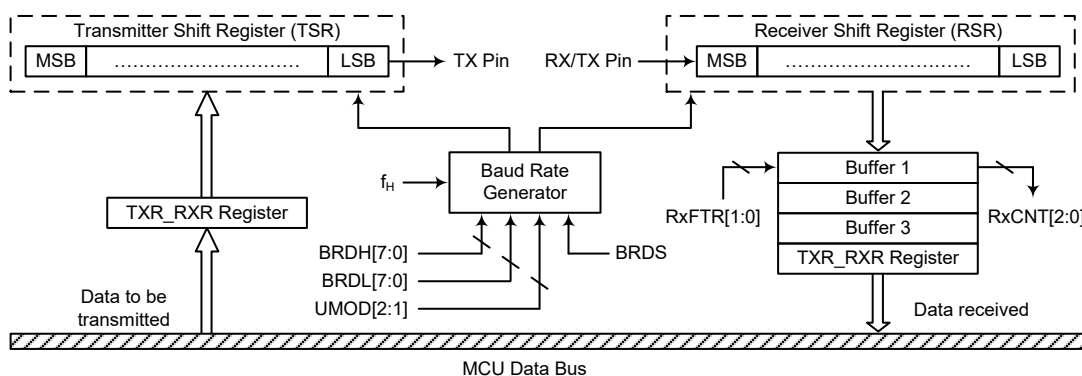 Transmitter Shift Register (TSR)
MSB
……………………………
LSB
TX Pin
RX/TX Pin
Receiver Shift Register (RSR)
MSB
……………………………
LSB
fH
Baud Rate
Generator
BRDH[7:0]
BRDL[7:0]
UMOD[2:1]
BRDS
TXR_RXR Register
Data to be
transmitted
RxFTR[1:0]
Buffer 1
Buffer 2
Buffer 3
TXR_RXR Register
RxCNT[2:0]
Data received
MCU Data Bus